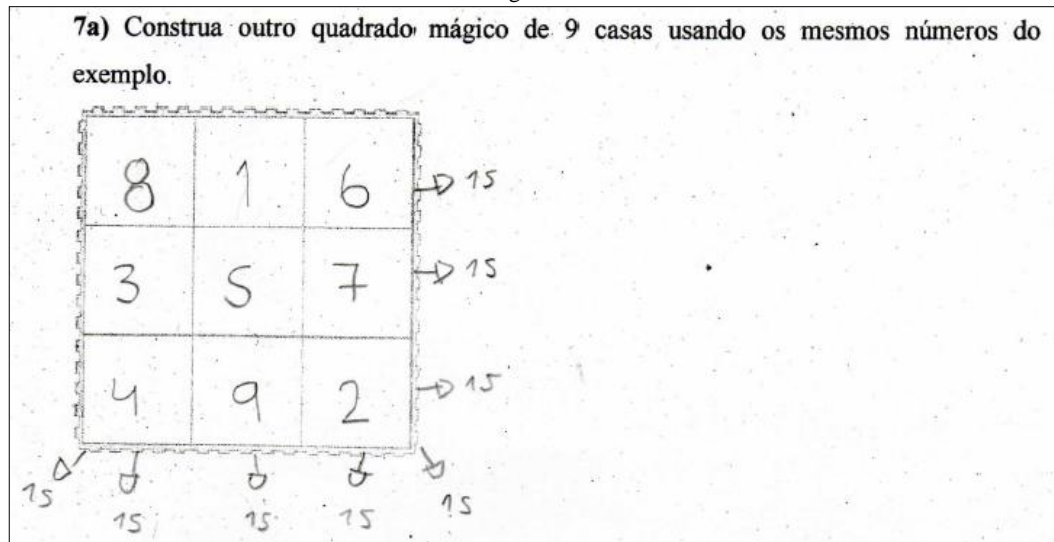 7a) Construa outro quadrado mágico de 9 casas usando os mesmos números do
exemplo.
8 1 6 15
3 5 7 15
4 9 2 15
15 15 15 15 15